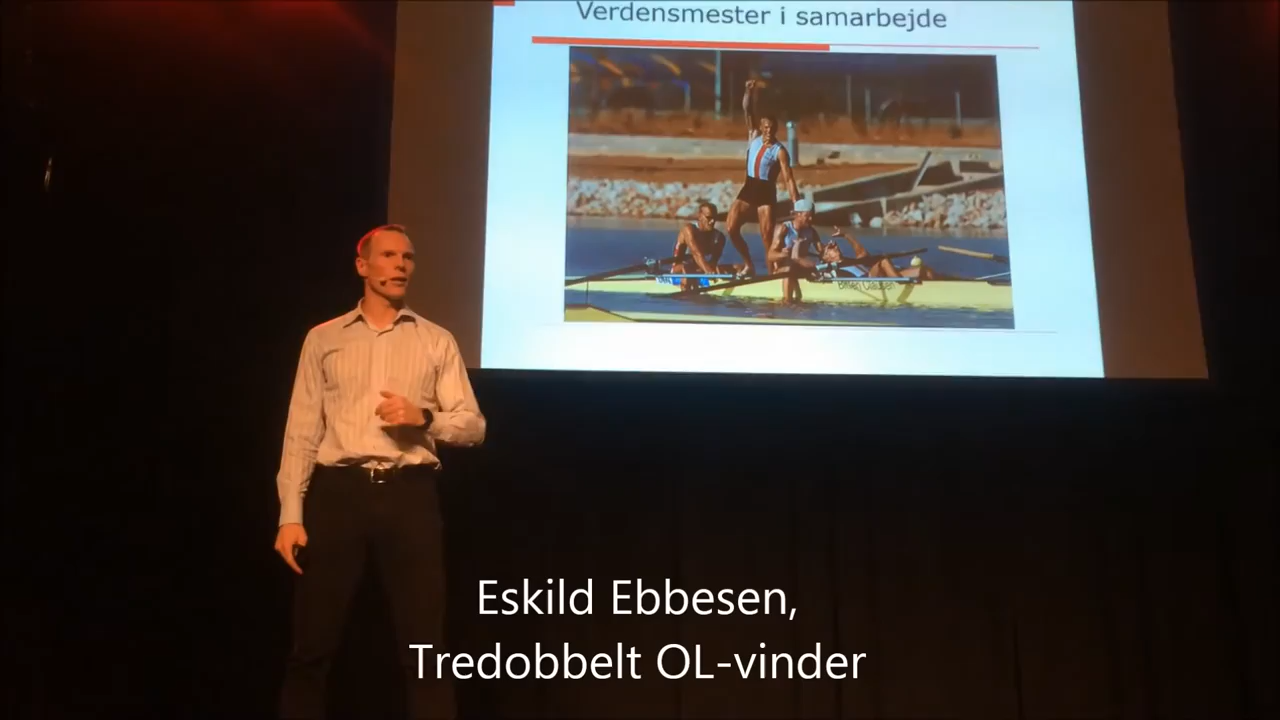 Verdensmester i samarbejde
Eskild Ebbesen,
Tredobbelt OL-vinder